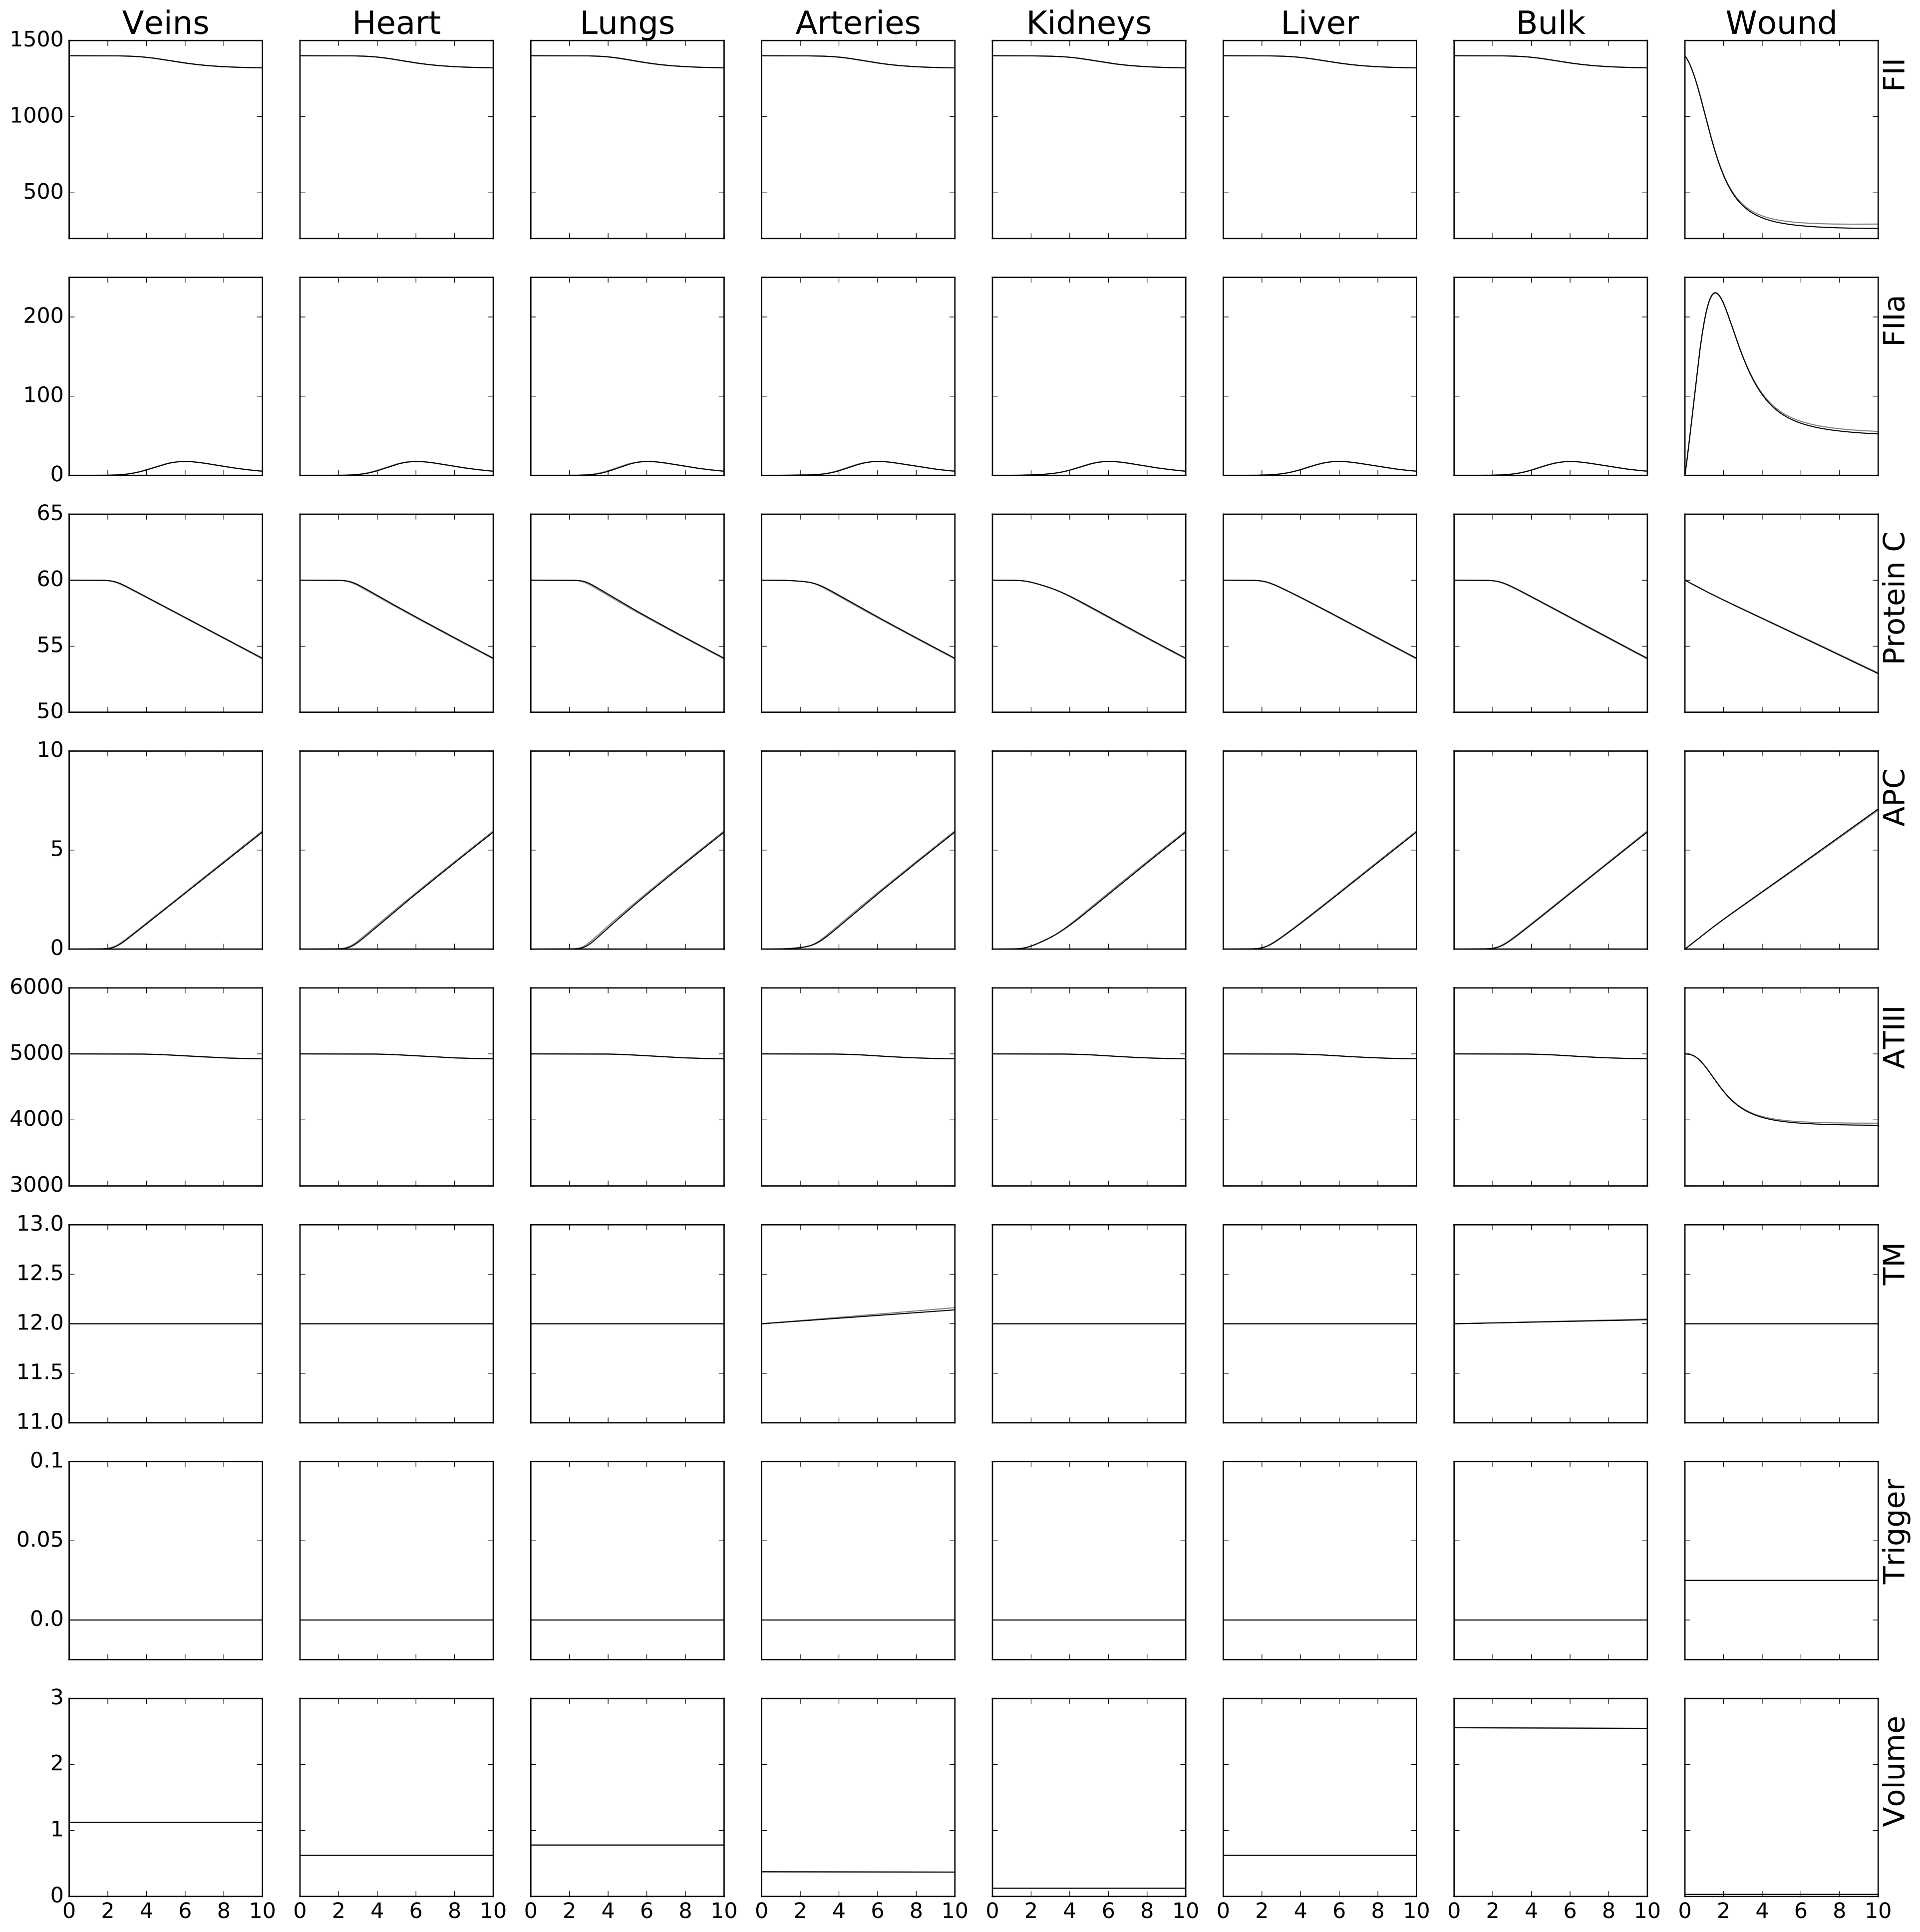 Veins Heart Lungs Arteries Kidneys Liver Bulk Wound
1500
1000
500
FII
200
100
0
FIIa
65
60
55
50
Protein C
10
5
0
APC
6000
5000
4000
3000
ATIII
13.0
12.5
12.0
11.5
11.0
TM
0.1
0.05
0.0
Trigger
3
2
1
0
Volume
0 2 4 6 8 10 0 2 4 6 8 10 0 2 4 6 8 10 0 2 4 6 8 10 0 2 4 6 8 10 0 2 4 6 8 10 0 2 4 6 8 10 0 2 4 6 8 10